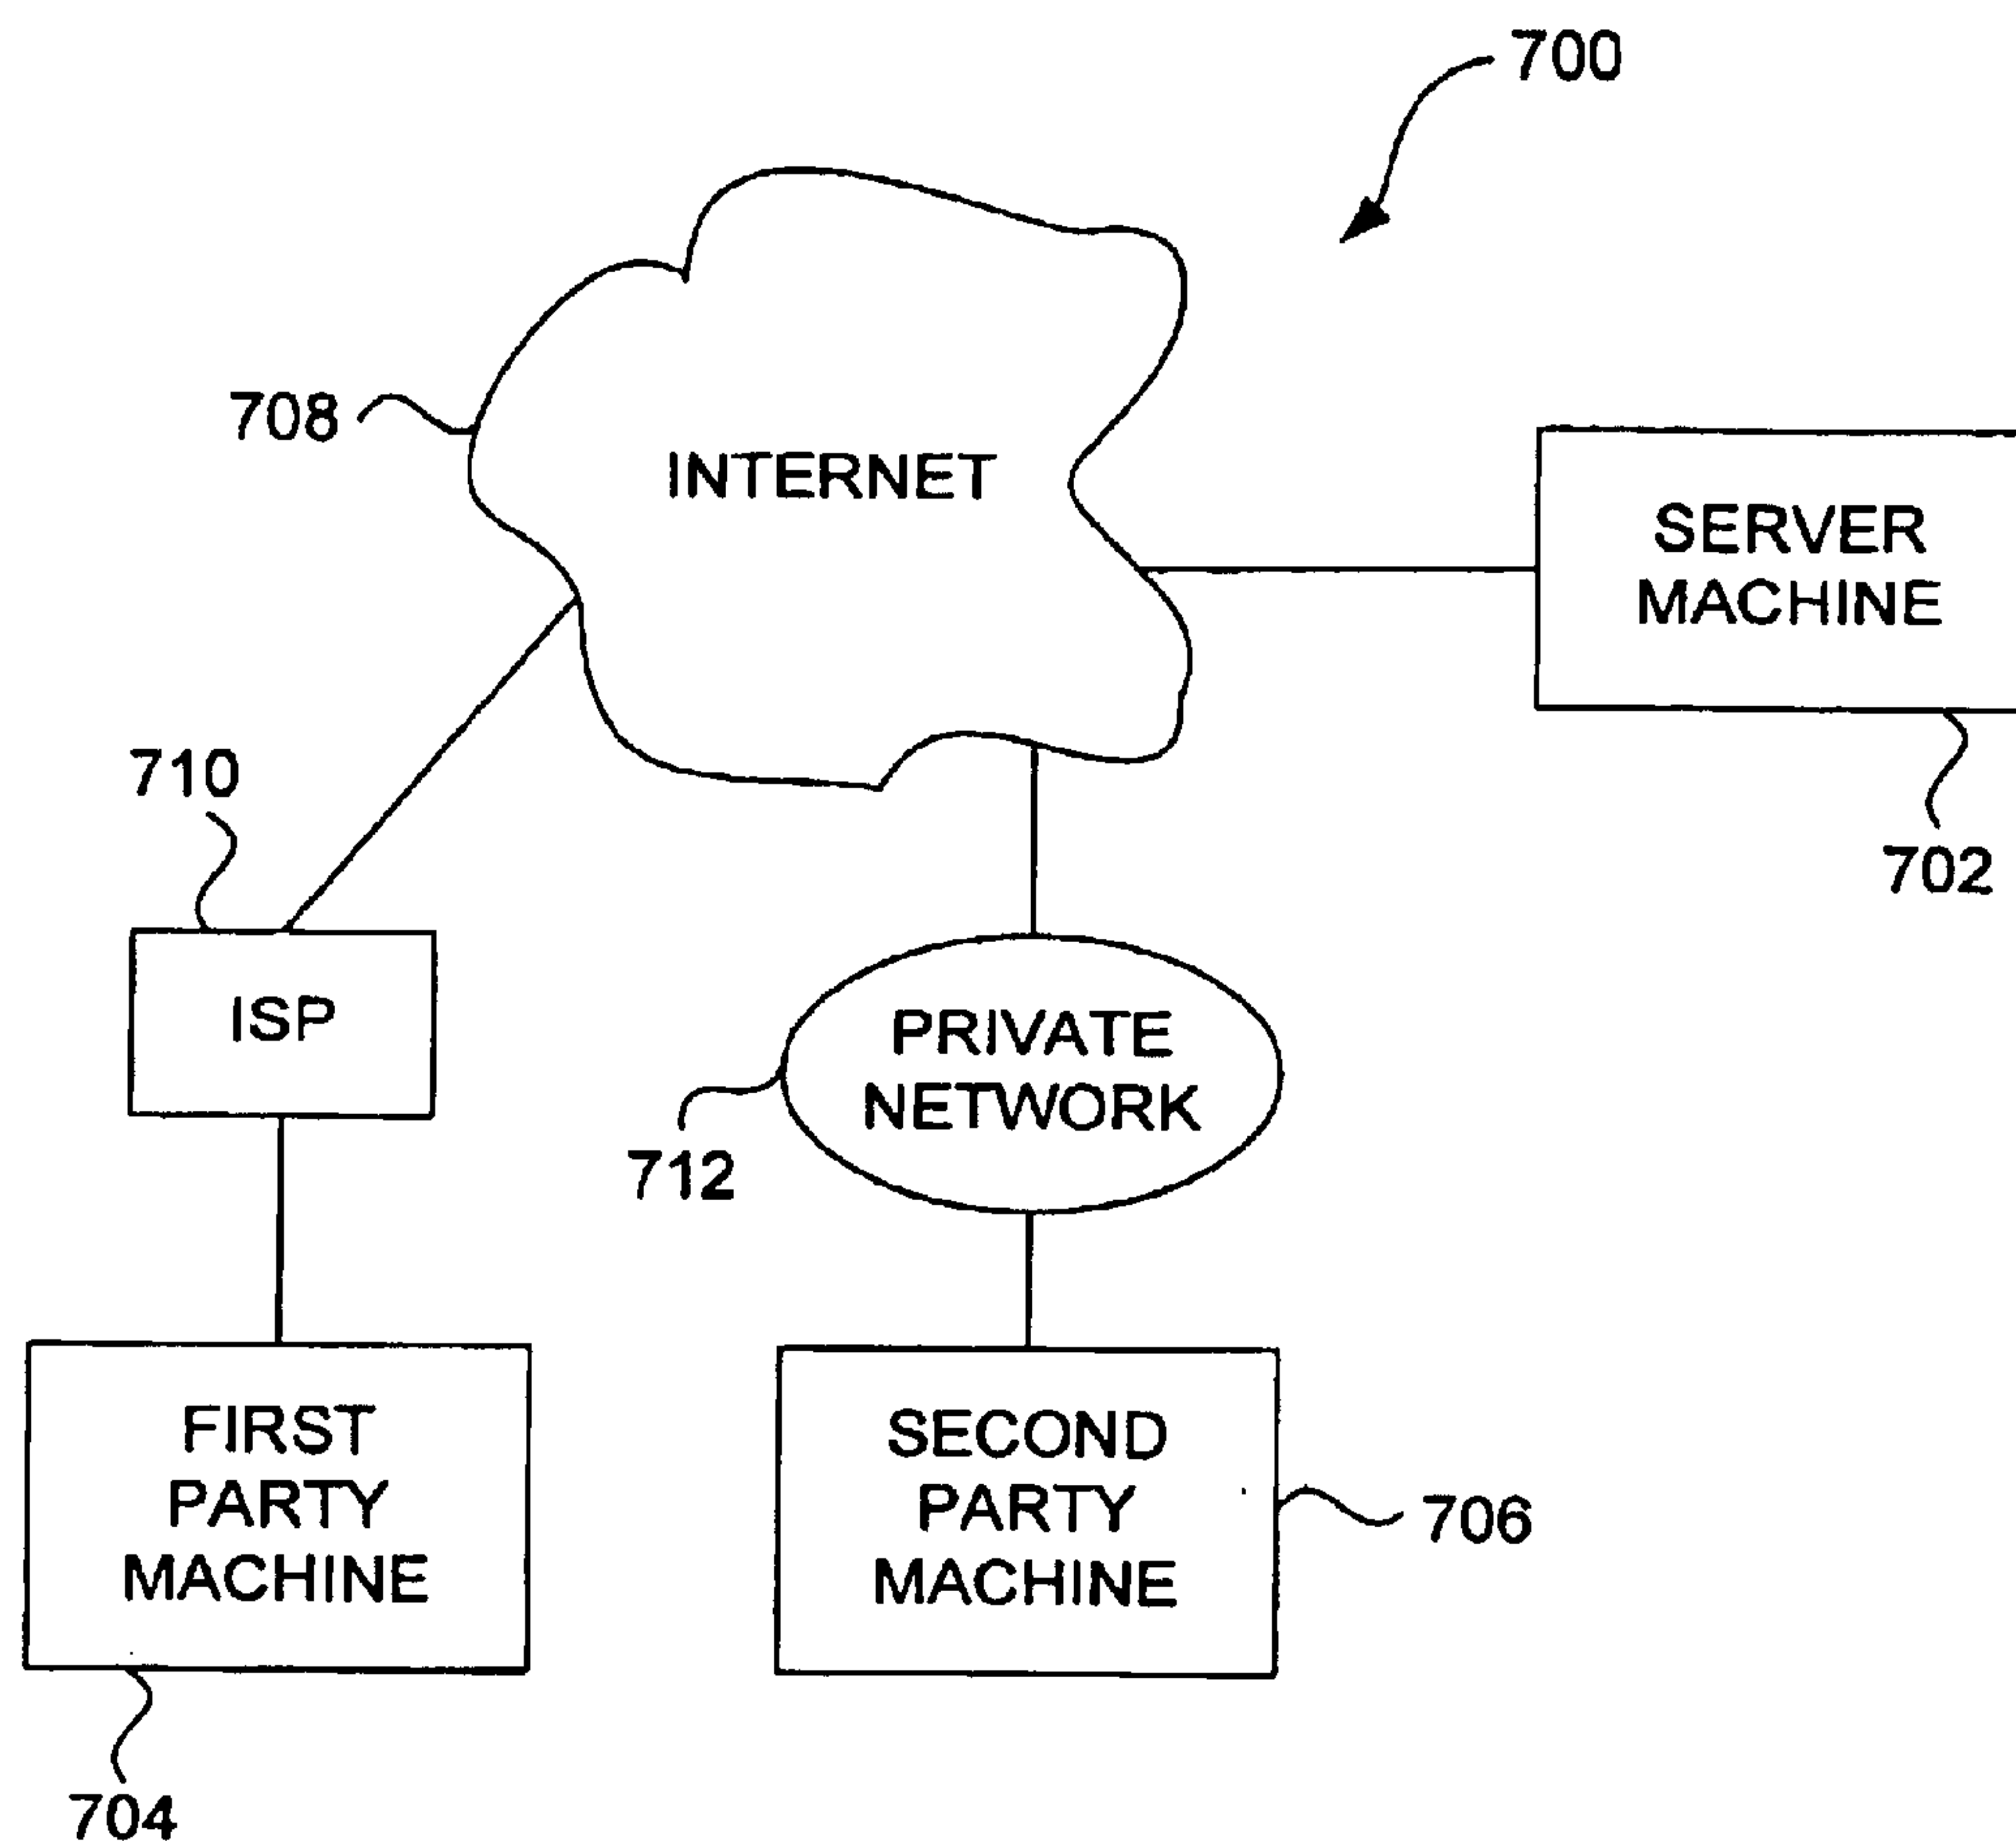 700
708
INTERNET
SERVER
MACHINE
710
702
ISP
PRIVATE
NETWORK
712
FIRST
PARTY
MACHINE
SECOND
PARTY
MACHINE
706
704